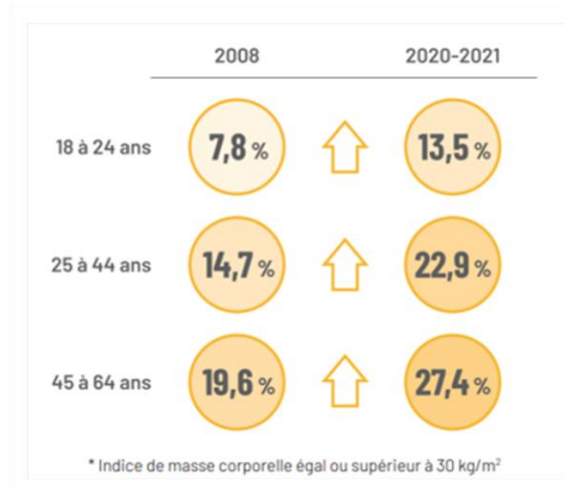 2008 2020-2021
18 à 24 ans 7,8 % 13,5 %
25 à 44 ans 14,7 % 22,9 %
45 à 64 ans 19,6 % 27,4 %
* Indice de masse corporelle égal ou supérieur à 30 kg/m²